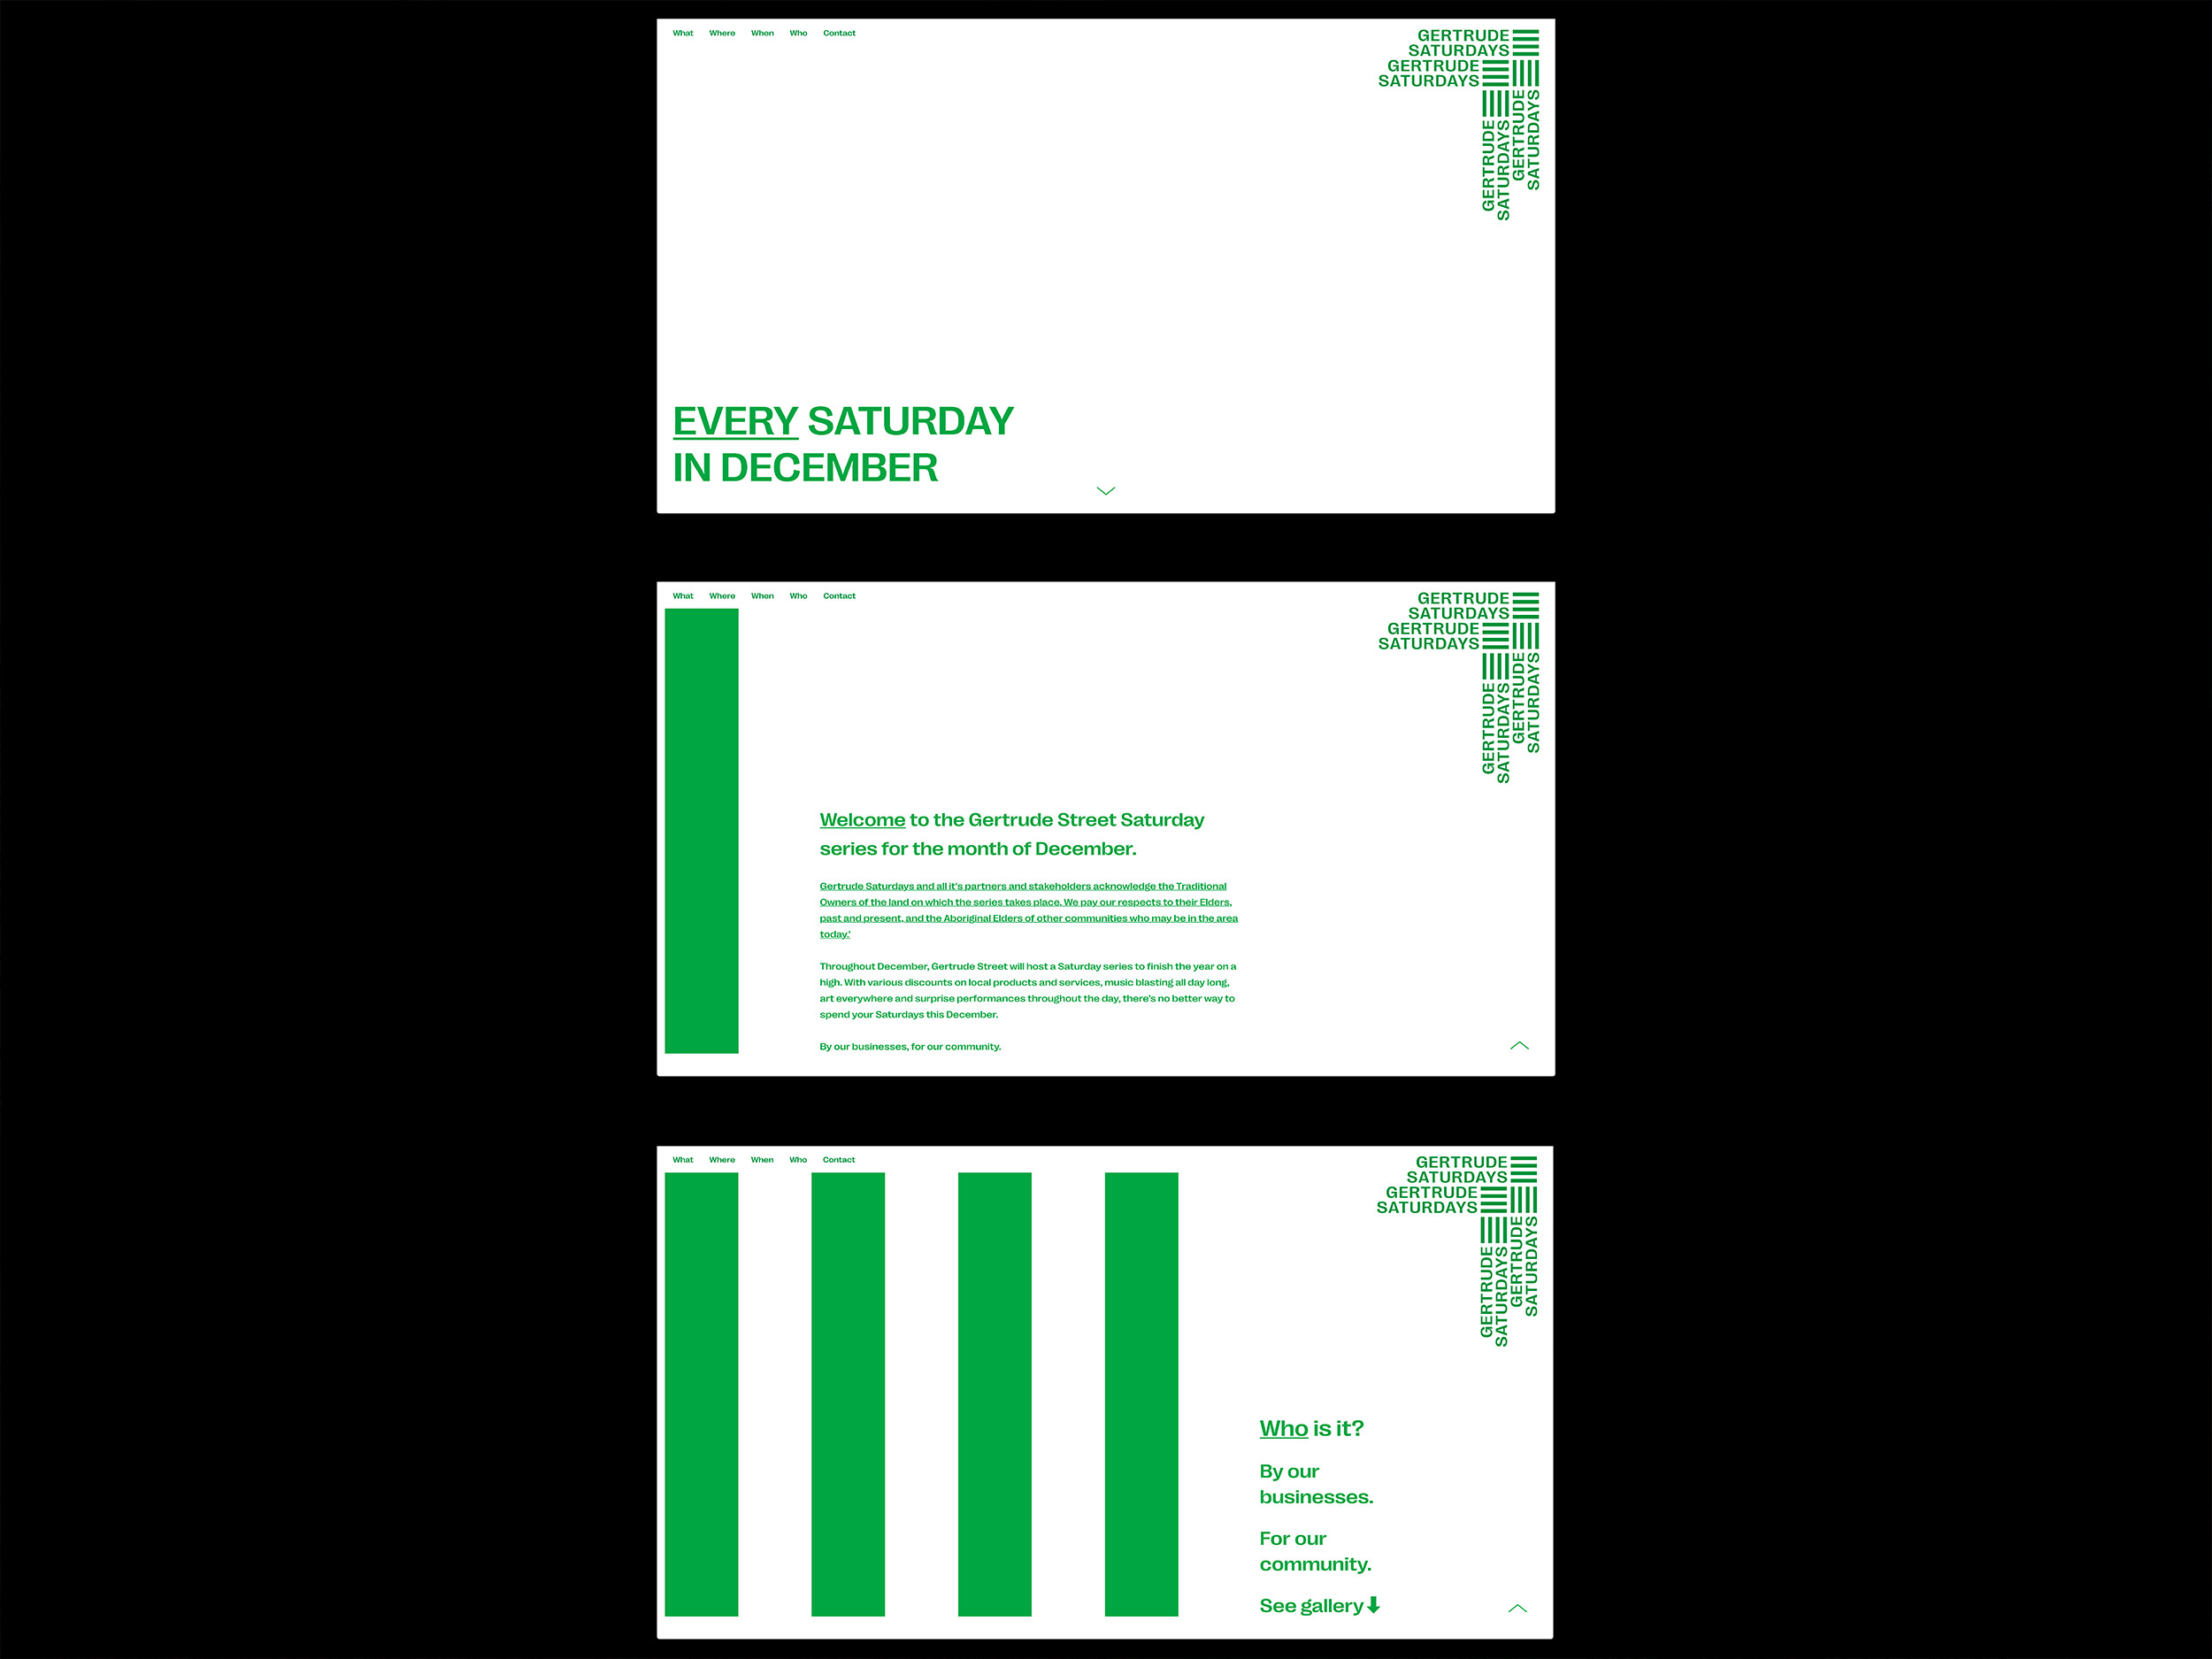 What Where When Who Contact
GERTRUDE
SATURDAYS
GERTRUDE
SATURDAYS
GERTRUDE
SATURDAYS
GERTRUDE
SATURDAYS
EVERY SATURDAY
IN DECEMBER
What Where When Who Contact
GERTRUDE
SATURDAYS
GERTRUDE
SATURDAYS
GERTRUDE
SATURDAYS
GERTRUDE
SATURDAYS
Welcome to the Gertrude Street Saturday
series for the month of December.
Gertrude Saturdays and all it's partners and stakeholders acknowledge the Traditional
Owners of the land on which the series takes place. We pay our respects to their Elders,
past and present, and the Aboriginal Elders of other communities who may be in the area
today.'
Throughout December, Gertrude Street will host a Saturday series to finish the year on a
high. With various discounts on local products and services, music blasting all day long,
art everywhere and surprise performances throughout the day, there's no better way to
spend your Saturdays this December.
By our businesses, for our community.
What Where When Who Contact
GERTRUDE
SATURDAYS
GERTRUDE
SATURDAYS
GERTRUDE
SATURDAYS
GERTRUDE
SATURDAYS
Who is it?
By our
businesses.
For our
community.
See gallery